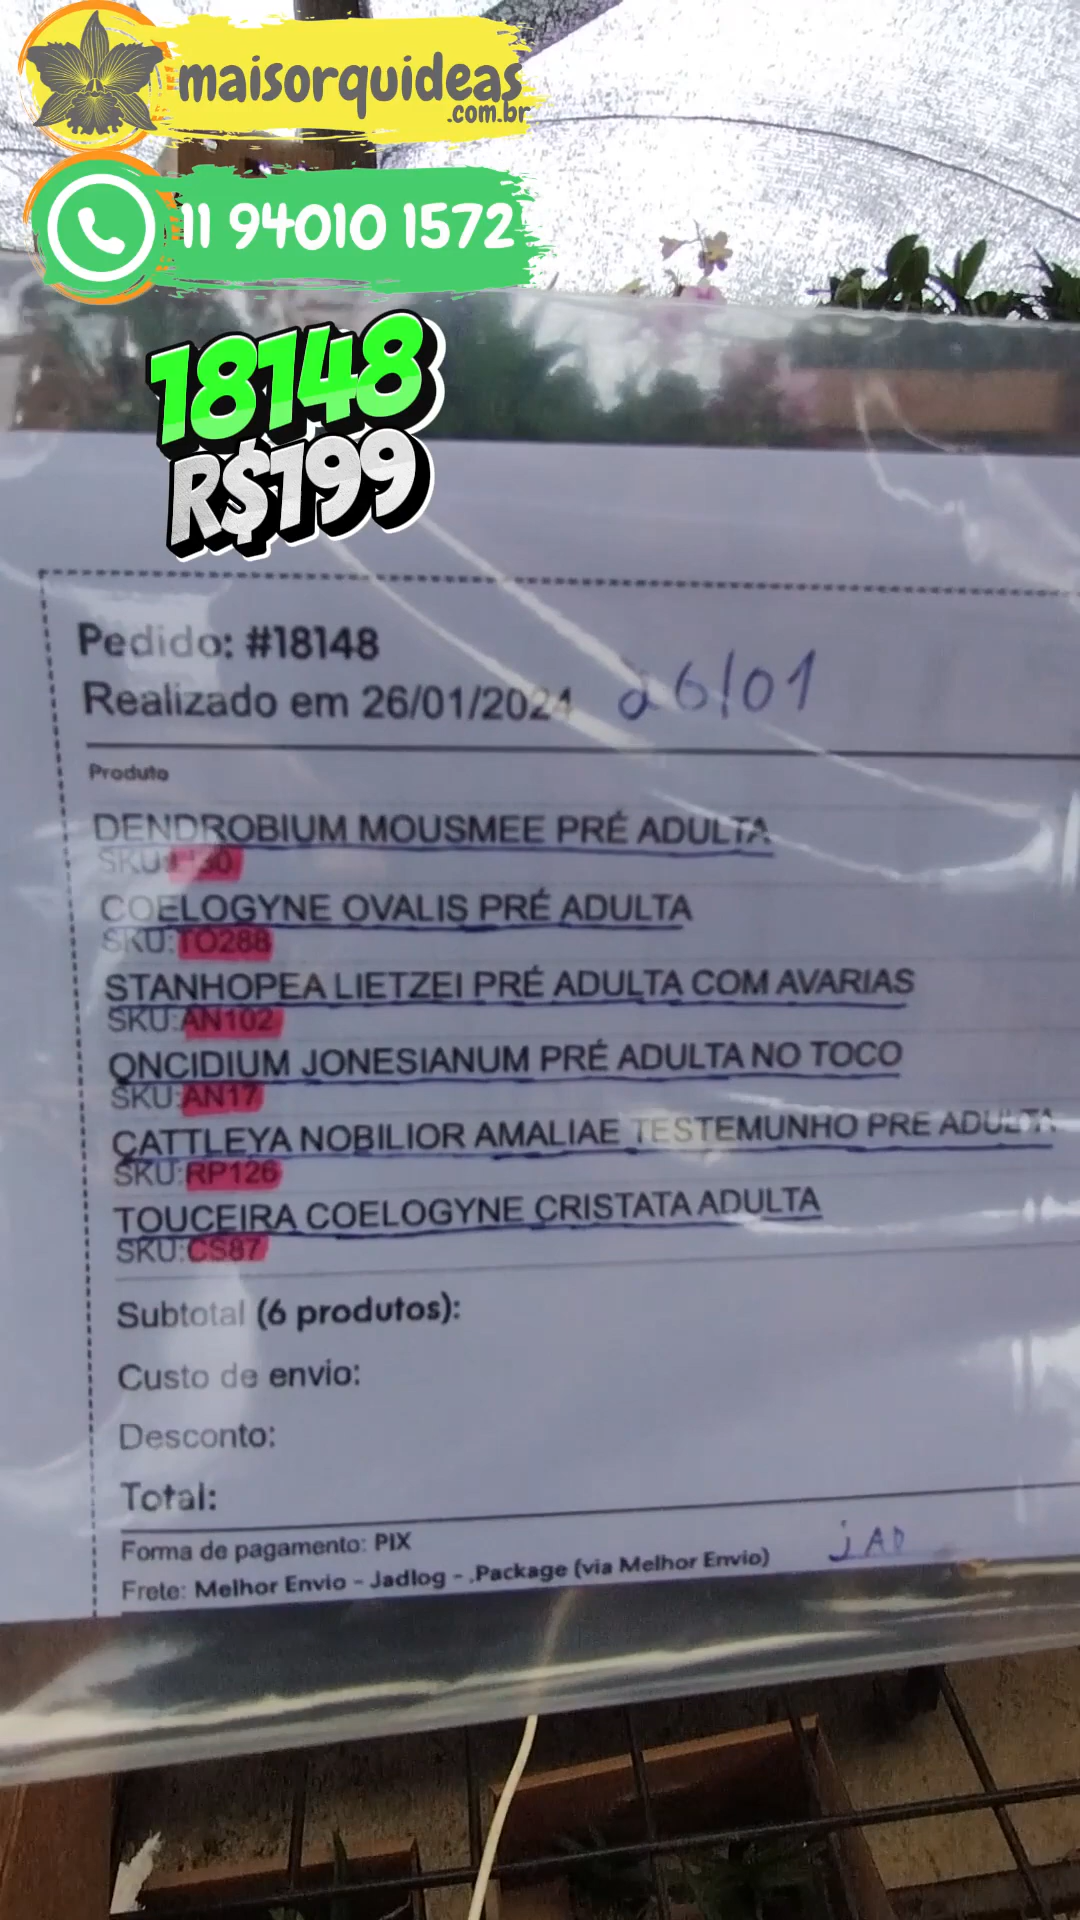 maisorquideas
.com.br
11 94010 1572
18148
R$199
Pedido: #18148
Realizado em 26/01/2024 26/01
Produto
DENDROBIUM MOUSMEE PRÉ ADULTA
SKU:
COELOGYNE OVALIS PRÉ ADULTA
SKU:TO288
STANHOPEA LIETZEI PRÉ ADULTA COM AVARIAS
SKU:AN102
ONCIDIUM JONESIANUM PRÉ ADULTA NO TOCO
SKU:AN17
CATTLEYA NOBILIOR AMALIAE TESTEMUNHO PRE ADULTA
SKU:RP126
TOUCEIRA COELOGYNE CRISTATA ADULTA
SKU:CS87
Subtotal (6 produtos):
Custo de envio:
Desconto:
Total:
Forma de pagamento: PIX
Frete: Melhor Envio - Jadlog - .Package (via Melhor Envio) jAD